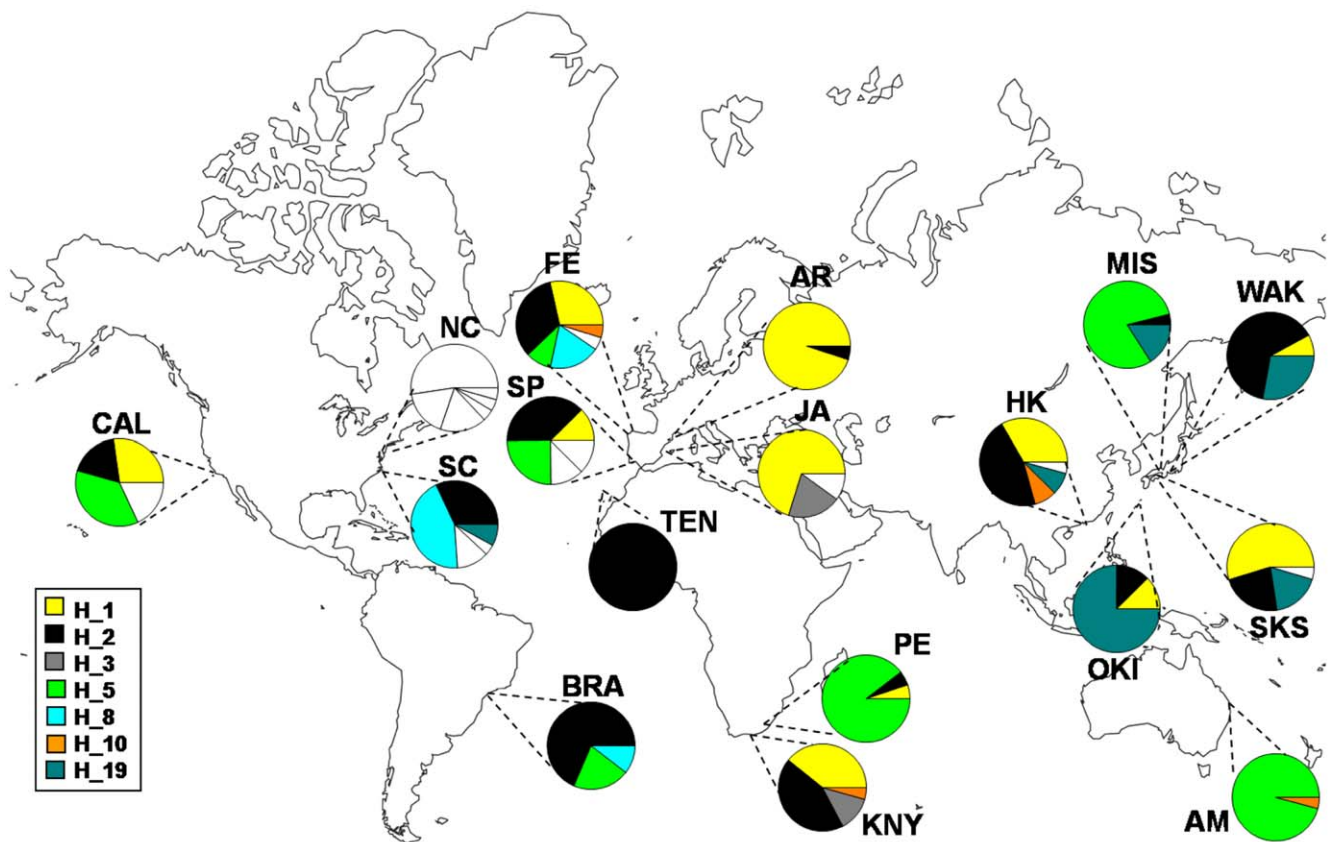 FE
AR
MIS
WAK
NC
SP
JA
HK
CAL
SC
TEN
SKS
OKI
PE
BRA
KNY
AM
H_1
H_2
H_3
H_5
H_8
H_10
H_19